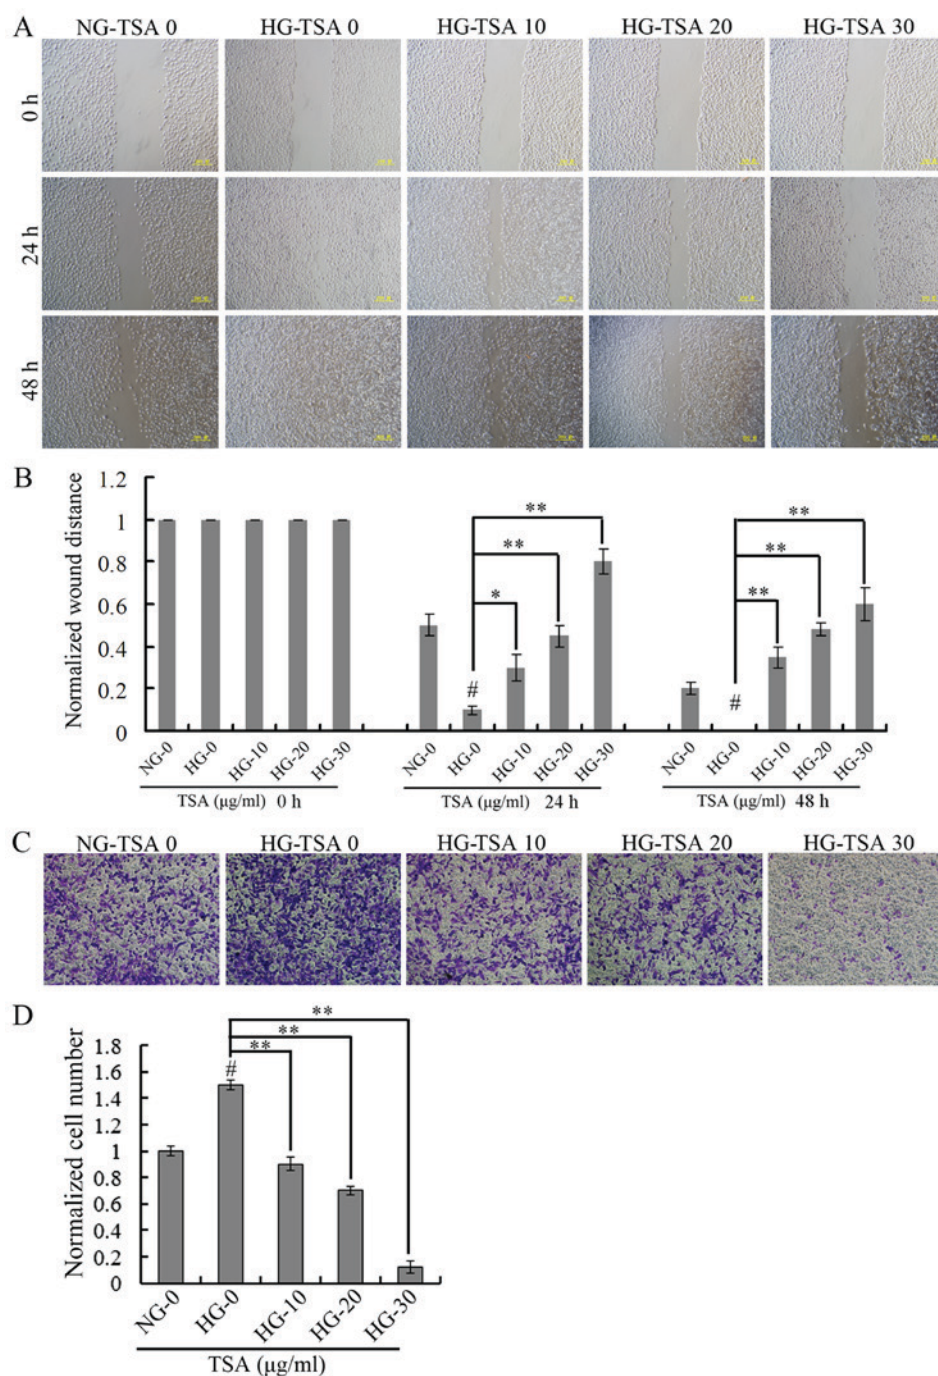 A
NG-TSA 0 HG-TSA 0 HG-TSA 10 HG-TSA 20 HG-TSA 30
0 h
24 h
48 h
B
Normalized wound distance
1.2
1
0.8
0.6
0.4
0.2
0
** ** * #
** ** ** #
NG-0 HG-0 HG-10 HG-20 HG-30 NG-0 HG-0 HG-10 HG-20 HG-30 NG-0 HG-0 HG-10 HG-20 HG-30
TSA (μg/ml) 0 h TSA (μg/ml) 24 h TSA (μg/ml) 48 h
C
NG-TSA 0 HG-TSA 0 HG-TSA 10 HG-TSA 20 HG-TSA 30
D
Normalized cell number
1.8
1.6
1.4
1.2
1
0.8
0.6
0.4
0.2
0
**
**
**
#
NG-0 HG-0 HG-10 HG-20 HG-30
TSA (μg/ml)